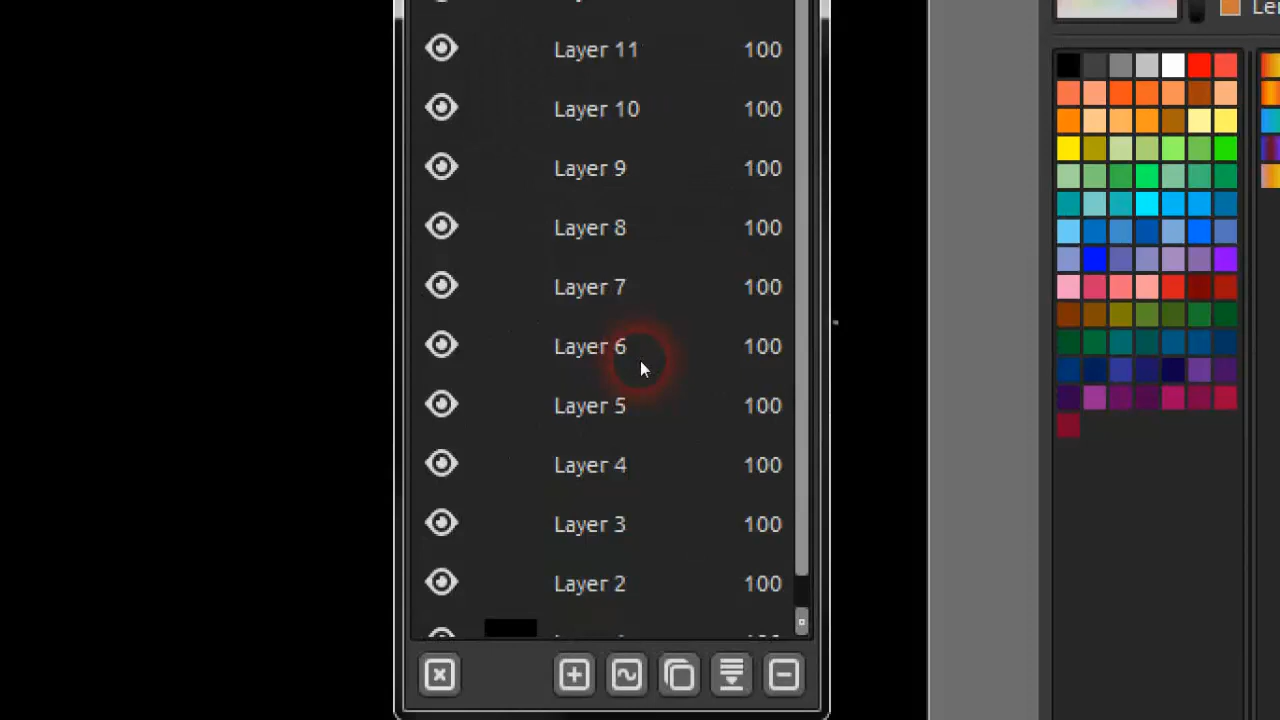 Layer 11 100
Layer 10 100
Layer 9 100
Layer 8 100
Layer 7 100
Layer 6 100
Layer 5 100
Layer 4 100
Layer 3 100
Layer 2 100